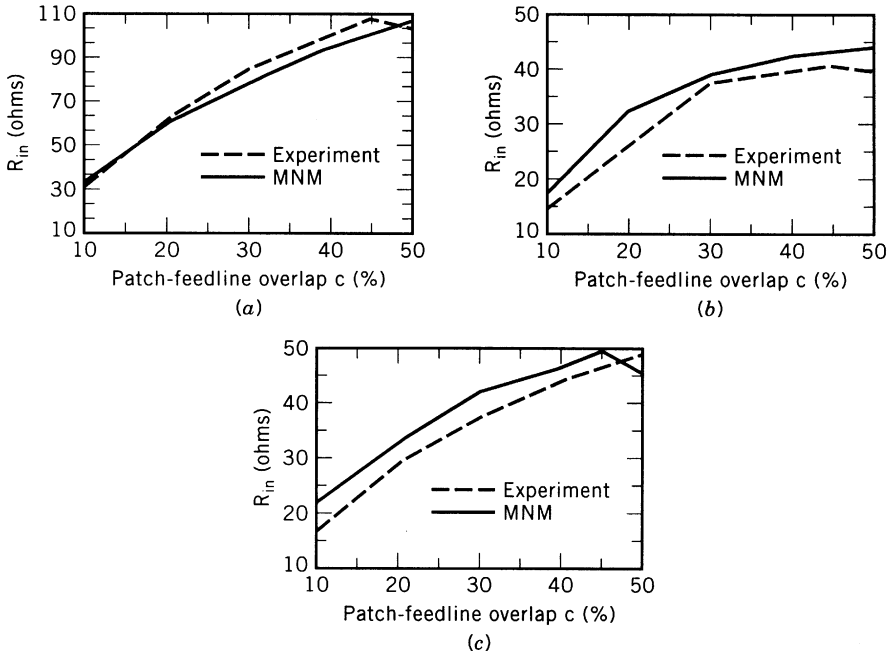 110
90
70
50
30
10
R_in (ohms)
Experiment
MNM
10 20 30 40 50
Patch-feedline overlap c (%)
(a)
50
40
30
20
10
R_in (ohms)
Experiment
MNM
10 20 30 40 50
Patch-feedline overlap c (%)
(b)
50
40
30
20
10
R_in (ohms)
Experiment
MNM
10 20 30 40 50
Patch-feedline overlap c (%)
(c)